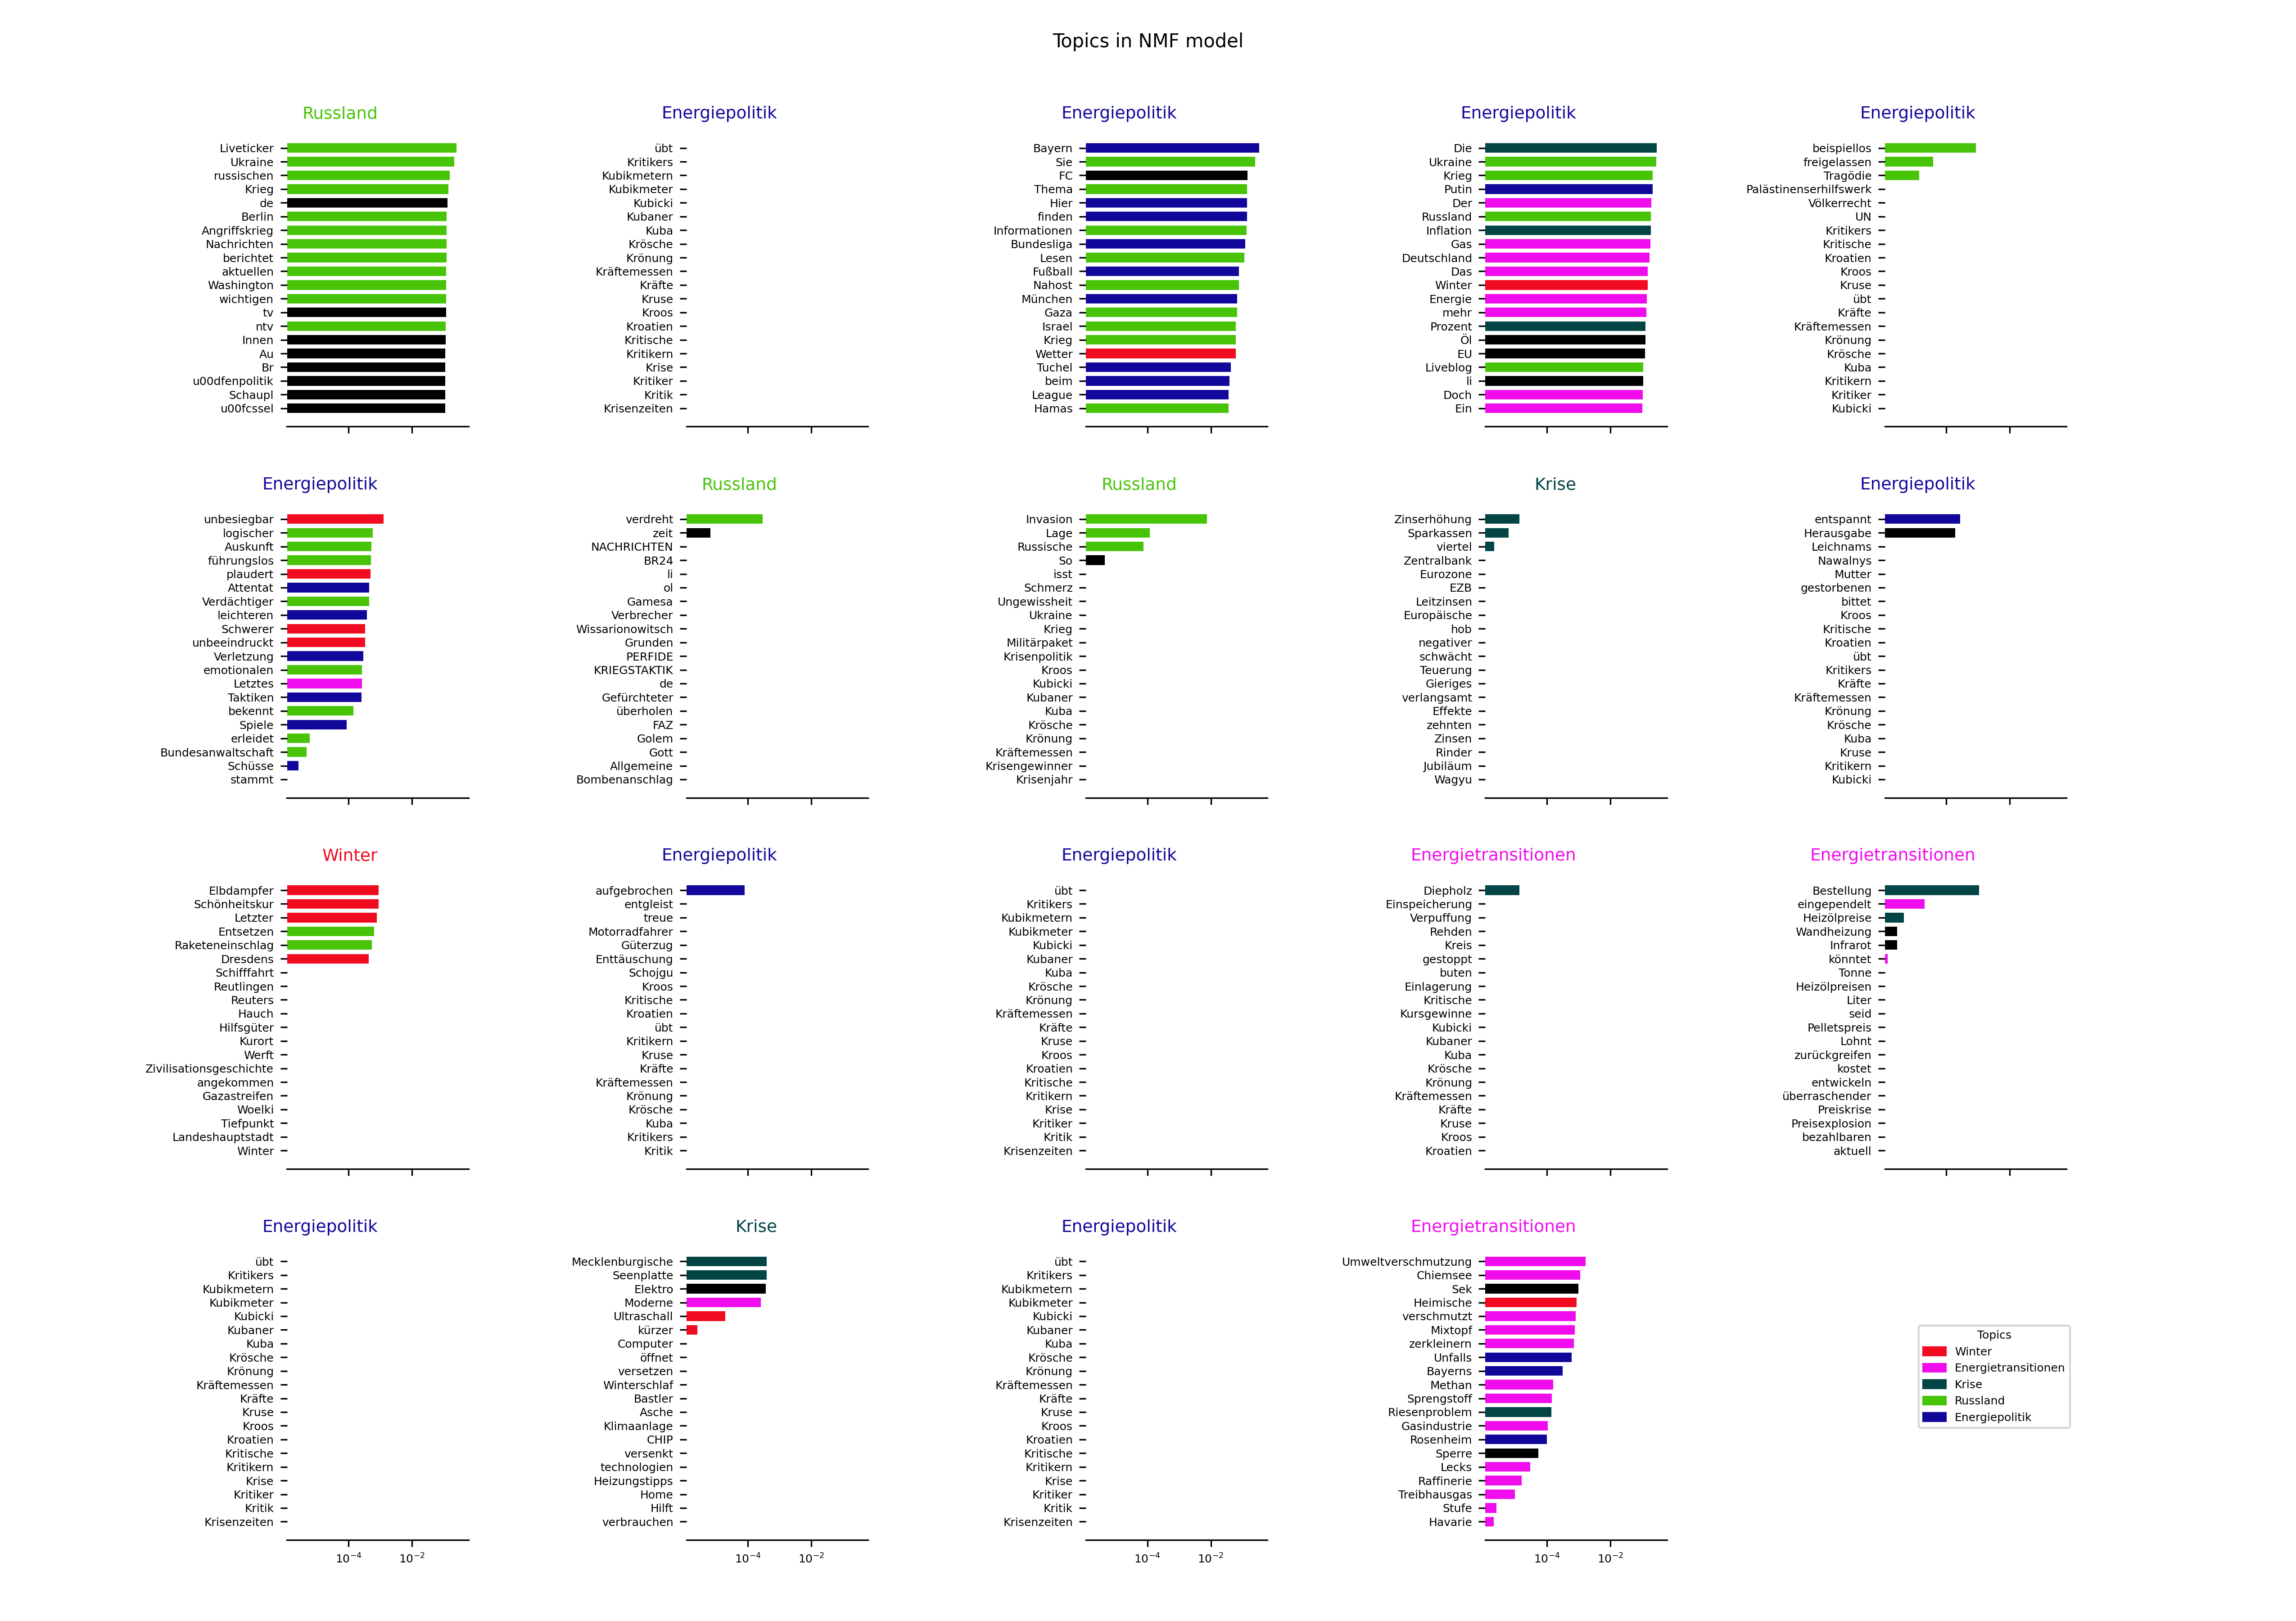 Topics in NMF model
Russland
Liveticker
Ukraine
russischen
Krieg
de
Berlin
Angriffskrieg
Nachrichten
berichtet
aktuellen
Washington
wichtigen
tv
ntv
Innen
Au
Br
u00dfenpolitik
Schaupl
u00fcssel
Energiepolitik
übt
Kritikers
Kubikmetern
Kubikmeter
Kubicki
Kubaner
Kuba
Krösche
Krönung
Kräftemessen
Kräfte
Kruse
Kroos
Kroatien
Kritische
Kritikern
Krise
Kritiker
Kritik
Krisenzeiten
Energiepolitik
Bayern
Sie
FC
Thema
Hier
finden
Informationen
Bundesliga
Lesen
Fußball
Nahost
München
Gaza
Israel
Krieg
Wetter
Tuchel
beim
League
Hamas
Energiepolitik
Die
Ukraine
Krieg
Putin
Der
Russland
Inflation
Gas
Deutschland
Das
Winter
Energie
mehr
Prozent
Öl
EU
Liveblog
li
Doch
Ein
Energiepolitik
beispiellos
freigelassen
Tragödie
Palästinenserhilfswerk
Völkerrecht
UN
Kritikers
Kritische
Kroatien
Kroos
Kruse
übt
Kräfte
Kräftemessen
Krönung
Krösche
Kuba
Kritikern
Kritiker
Kubicki
Energiepolitik
unbesiegbar
logischer
Auskunft
führungslos
plaudert
Attentat
Verdächtiger
leichteren
Schwerer
unbeeindruckt
Verletzung
emotionalen
Letztes
Taktiken
bekennt
Spiele
erleidet
Bundesanwaltschaft
Schüsse
stammt
Russland
verdreht
zeit
NACHRICHTEN
BR24
li
ol
Gamesa
Verbrecher
Wissarionowitsch
Grunden
PERFIDE
KRIEGSTAKTIK
de
Gefürchteter
überholen
FAZ
Golem
Gott
Allgemeine
Bombenanschlag
Russland
Invasion
Lage
Russische
So
isst
Schmerz
Ungewissheit
Ukraine
Krieg
Militärpaket
Krisenpolitik
Kroos
Kubicki
Kubaner
Kuba
Krösche
Krönung
Kräftemessen
Krisengewinner
Krisenjahr
Krise
Zinserhöhung
Sparkassen
viertel
Zentralbank
Eurozone
EZB
Leitzinsen
Europäische
hob
negativer
schwächt
Teuerung
Gieriges
verlangsamt
Effekte
zehnten
Zinsen
Rinder
Jubiläum
Wagyu
Energiepolitik
entspannt
Herausgabe
Leichnams
Nawalnys
Mutter
gestorbenen
bittet
Kroos
Kritische
Kroatien
übt
Kritikers
Kräfte
Kräftemessen
Krönung
Krösche
Kuba
Kruse
Kritikern
Kubicki
Winter
Elbdampfer
Schönheitskur
Letzter
Entsetzen
Raketeneinschlag
Dresdens
Schifffahrt
Reutlingen
Reuters
Hauch
Hilfsgüter
Kurort
Werft
Zivilisationsgeschichte
angekommen
Gazastreifen
Woelki
Tiefpunkt
Landeshauptstadt
Winter
Energiepolitik
aufgebrochen
entgleist
treue
Motorradfahrer
Güterzug
Enttäuschung
Schojgu
Kroos
Kritische
Kroatien
übt
Kritikern
Kruse
Kräfte
Kräftemessen
Krönung
Krösche
Kuba
Kritikers
Kritik
Energiepolitik
übt
Kritikers
Kubikmetern
Kubikmeter
Kubicki
Kubaner
Kuba
Krösche
Krönung
Kräftemessen
Kräfte
Kruse
Kroos
Kroatien
Kritische
Kritikern
Krise
Kritiker
Kritik
Krisenzeiten
Energietransitionen
Diepholz
Einspeicherung
Verpuffung
Rehden
Kreis
gestoppt
buten
Einlagerung
Kritische
Kursgewinne
Kubicki
Kubaner
Kuba
Krösche
Krönung
Kräftemessen
Kräfte
Kruse
Kroos
Kroatien
Energietransitionen
Bestellung
eingependelt
Heizölpreise
Wandheizung
Infrarot
könntet
Tonne
Heizölpreisen
Liter
seid
Pelletspreis
Lohnt
zurückgreifen
kostet
entwickeln
überraschender
Preiskrise
Preisexplosion
bezahlbaren
aktuell
Energiepolitik
übt
Kritikers
Kubikmetern
Kubikmeter
Kubicki
Kubaner
Kuba
Krösche
Krönung
Kräftemessen
Kräfte
Kruse
Kroos
Kroatien
Kritische
Kritikern
Krise
Kritiker
Kritik
Krisenzeiten
10⁻⁴ 10⁻²
Krise
Mecklenburgische
Seenplatte
Elektro
Moderne
Ultraschall
kürzer
Computer
öffnet
versetzen
Winterschlaf
Bastler
Asche
Klimaanlage
CHIP
versenkt
technologien
Heizungstipps
Home
Hilft
verbrauchen
10⁻⁴ 10⁻²
Energiepolitik
übt
Kritikers
Kubikmetern
Kubikmeter
Kubicki
Kubaner
Kuba
Krösche
Krönung
Kräftemessen
Kräfte
Kruse
Kroos
Kroatien
Kritische
Kritikern
Krise
Kritiker
Kritik
Krisenzeiten
10⁻⁴ 10⁻²
Energietransitionen
Umweltverschmutzung
Chiemsee
Sek
Heimische
verschmutzt
Mixtopf
zerkleinern
Unfalls
Bayerns
Methan
Sprengstoff
Riesenproblem
Gasindustrie
Rosenheim
Sperre
Lecks
Raffinerie
Treibhausgas
Stufe
Havarie
10⁻⁴ 10⁻²
Topics
Winter
Energietransitionen
Krise
Russland
Energiepolitik